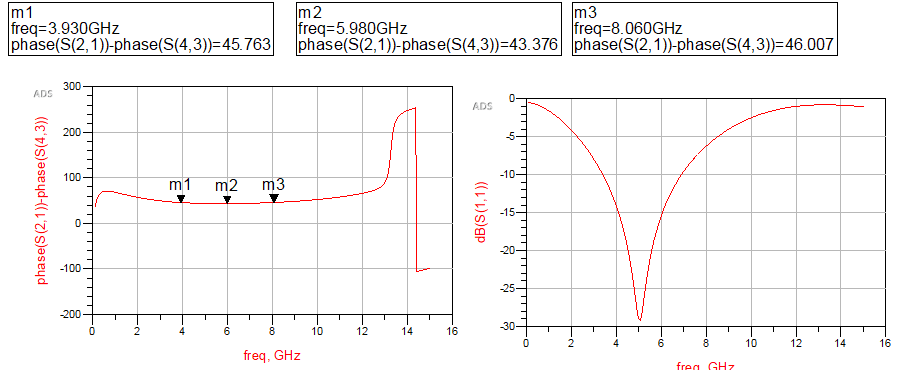 m1
freq=3.930GHz
phase(S(2,1))-phase(S(4,3))=45.763
m2
freq=5.980GHz
phase(S(2,1))-phase(S(4,3))=43.376
m3
freq=8.060GHz
phase(S(2,1))-phase(S(4,3))=46.007
ADS
phase(S(2,1))-phase(S(4,3))
300
200
100
0
-100
-200
m1
m2
m3
0
2
4
6
8
10
12
14
16
freq, GHz
ADS
dB(S(1,1))
0
-5
-10
-15
-20
-25
-30
0
2
4
6
8
10
12
14
16
freq, GHz